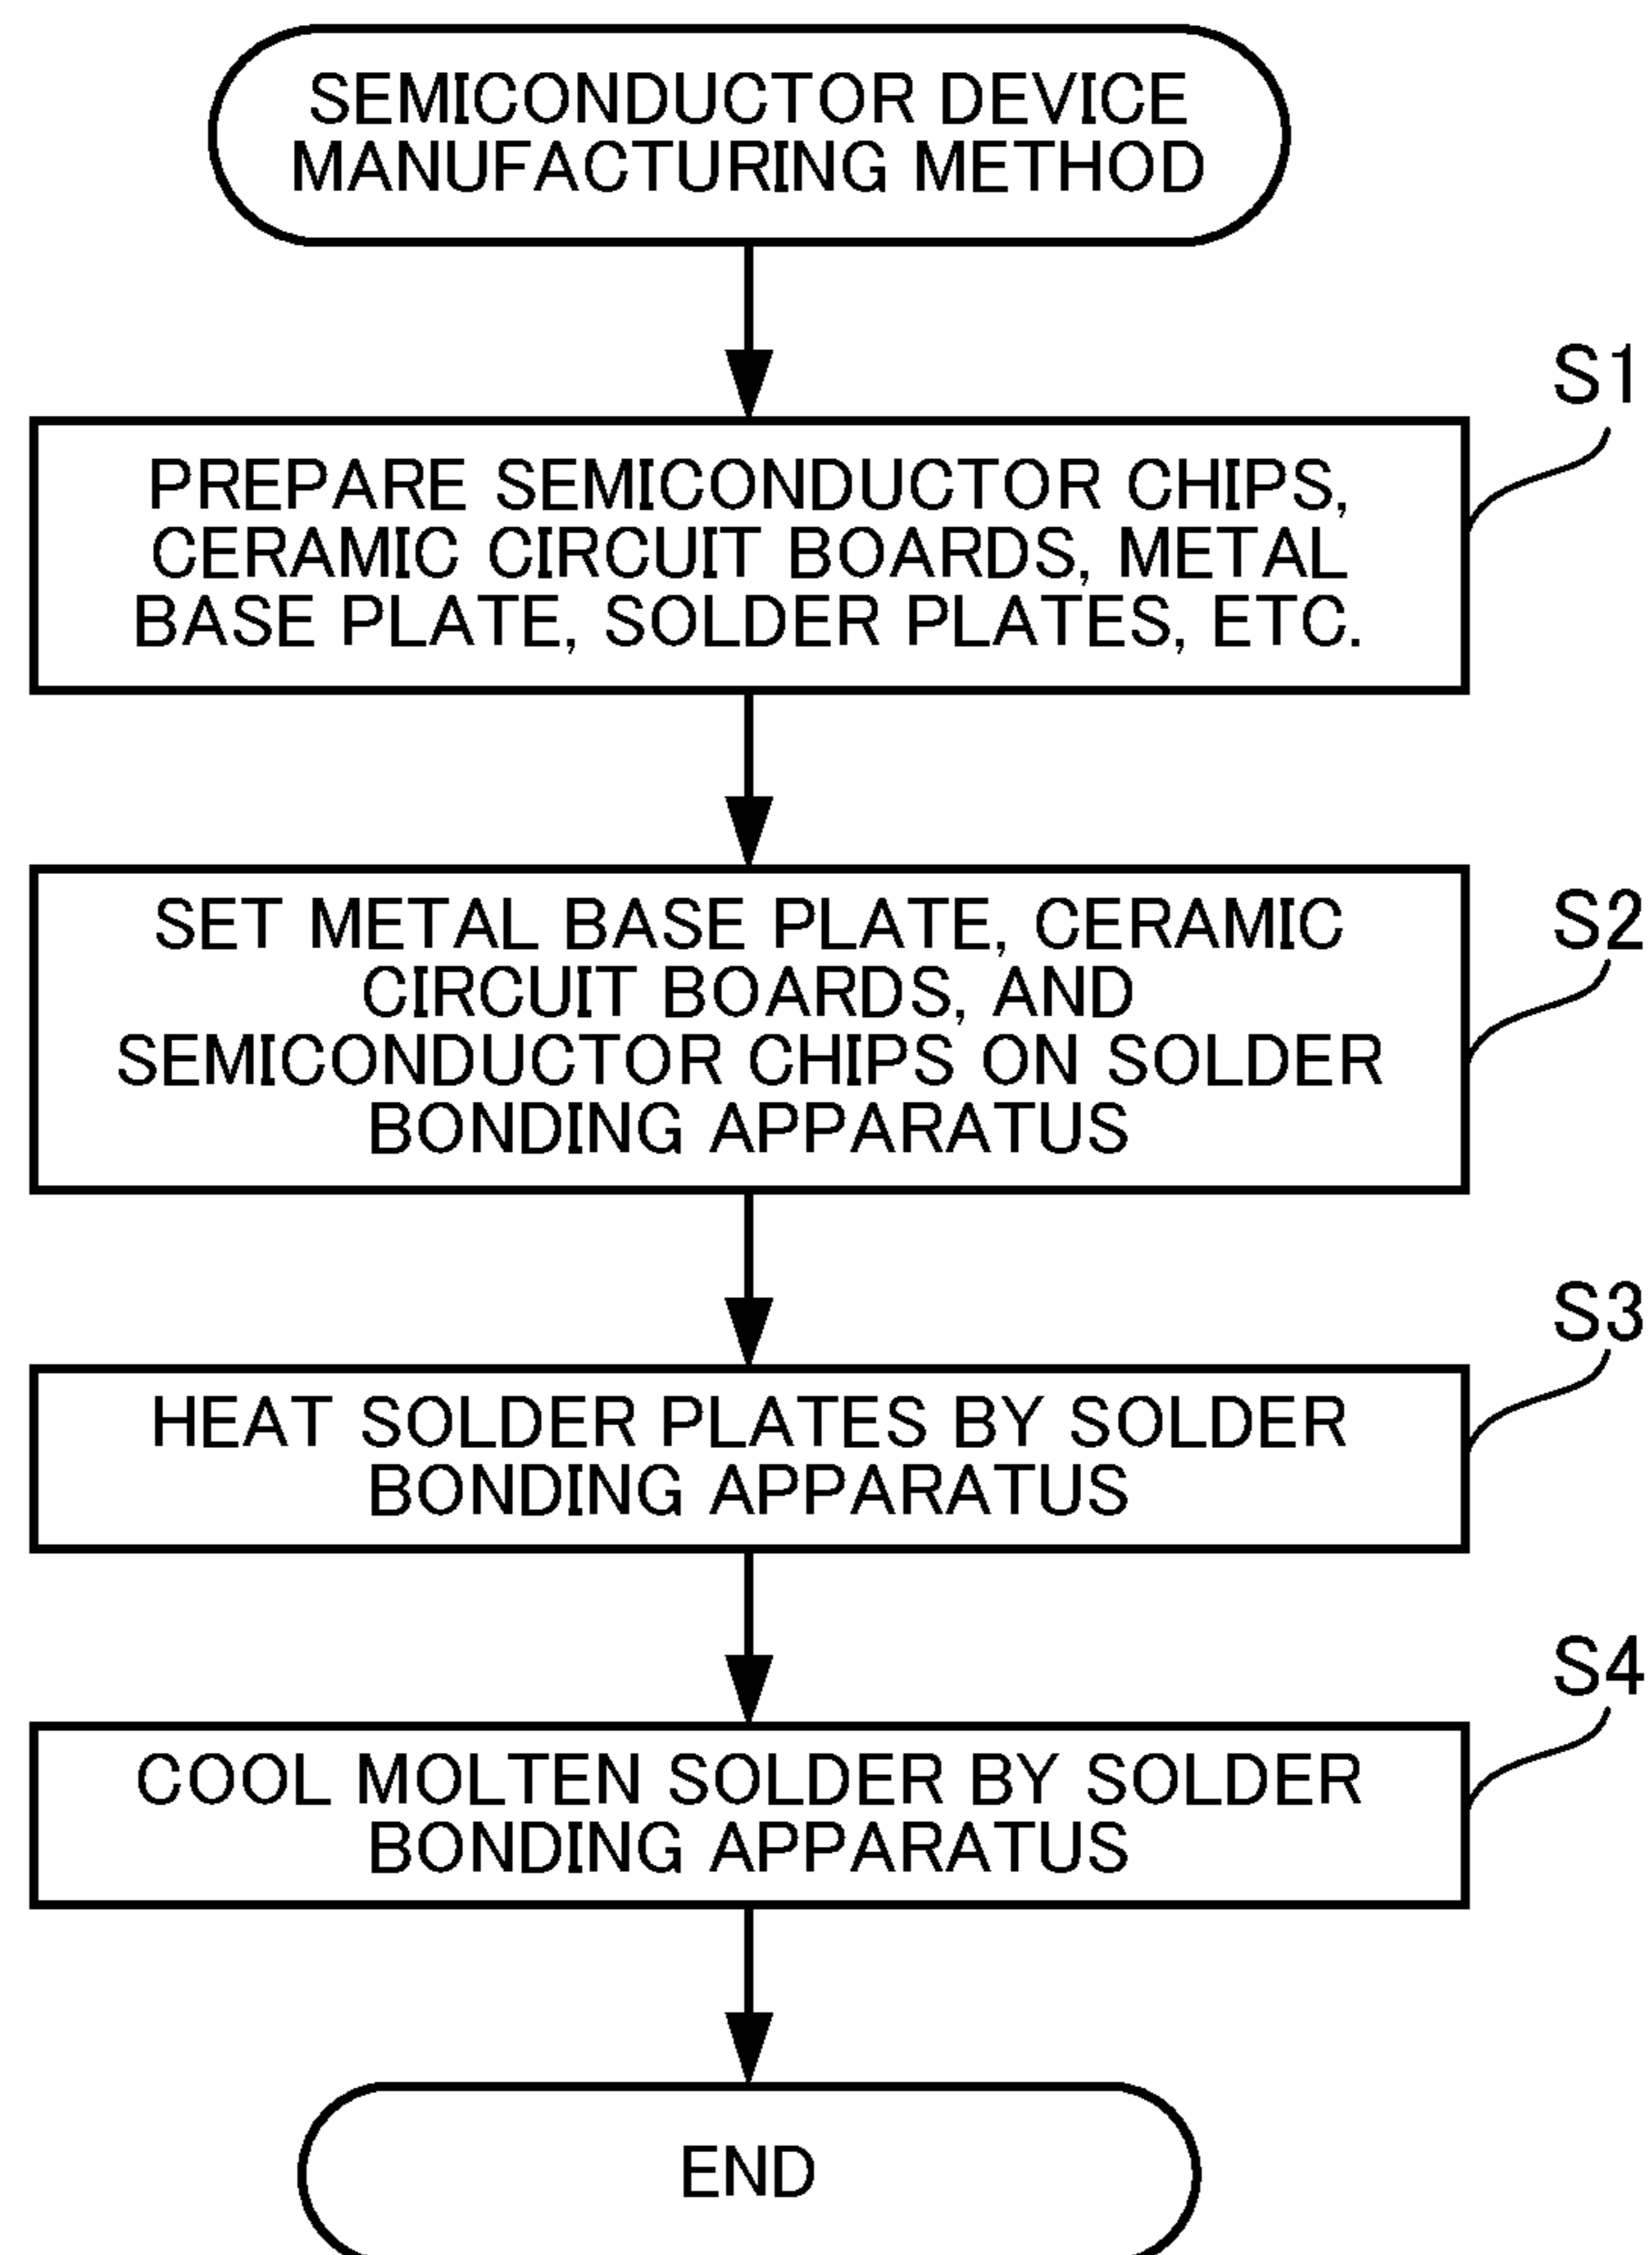 SEMICONDUCTOR DEVICE
MANUFACTURING METHOD
S1
PREPARE SEMICONDUCTOR CHIPS,
CERAMIC CIRCUIT BOARDS, METAL
BASE PLATE, SOLDER PLATES, ETC.
S2
SET METAL BASE PLATE, CERAMIC
CIRCUIT BOARDS, AND
SEMICONDUCTOR CHIPS ON SOLDER
BONDING APPARATUS
S3
HEAT SOLDER PLATES BY SOLDER
BONDING APPARATUS
S4
COOL MOLTEN SOLDER BY SOLDER
BONDING APPARATUS
END